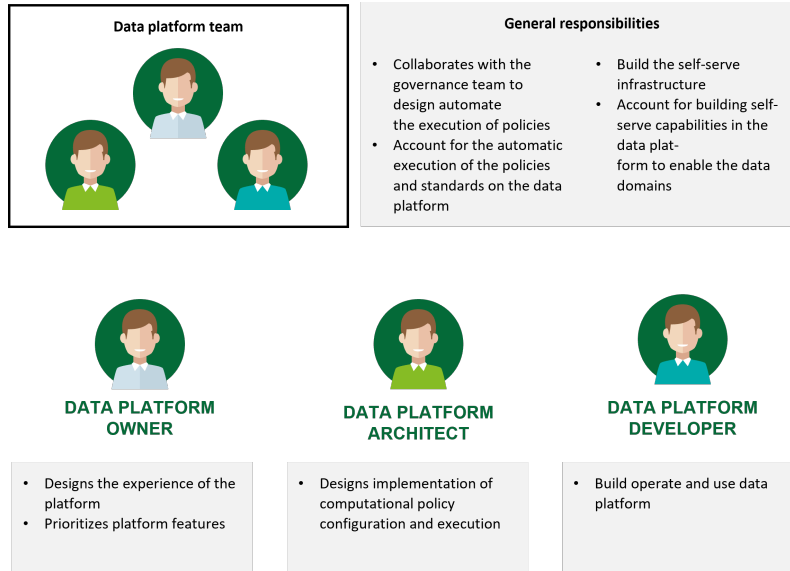 Data platform team
General responsibilities
• Collaborates with the
governance team to
design automate
the execution of policies
• Account for the automatic
execution of the policies
and standards on the data
platform
• Build the self-serve
infrastructure
• Account for building self-
serve capabilities in the
data plat-
form to enable the data
domains
DATA PLATFORM
OWNER
DATA PLATFORM
ARCHITECT
DATA PLATFORM
DEVELOPER
• Designs the experience of the
platform
• Prioritizes platform features
• Designs implementation of
computational policy
configuration and execution
• Build operate and use data
platform